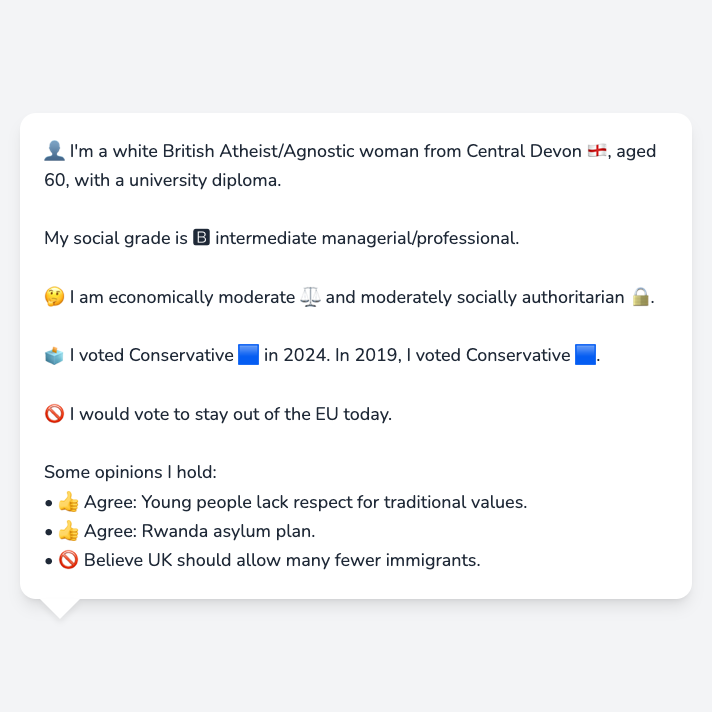 👤 I'm a white British Atheist/Agnostic woman from Central Devon 🏴󠁧󠁢󠁥󠁮󠁧󠁿, aged
60, with a university diploma.
My social grade is 🅱 intermediate managerial/professional.
🤔 I am economically moderate ⚖️ and moderately socially authoritarian 🔒.
🗳️ I voted Conservative 🟦 in 2024. In 2019, I voted Conservative 🟦.
🚫 I would vote to stay out of the EU today.
Some opinions I hold:
• 👍 Agree: Young people lack respect for traditional values.
• 👍 Agree: Rwanda asylum plan.
• 🚫 Believe UK should allow many fewer immigrants.